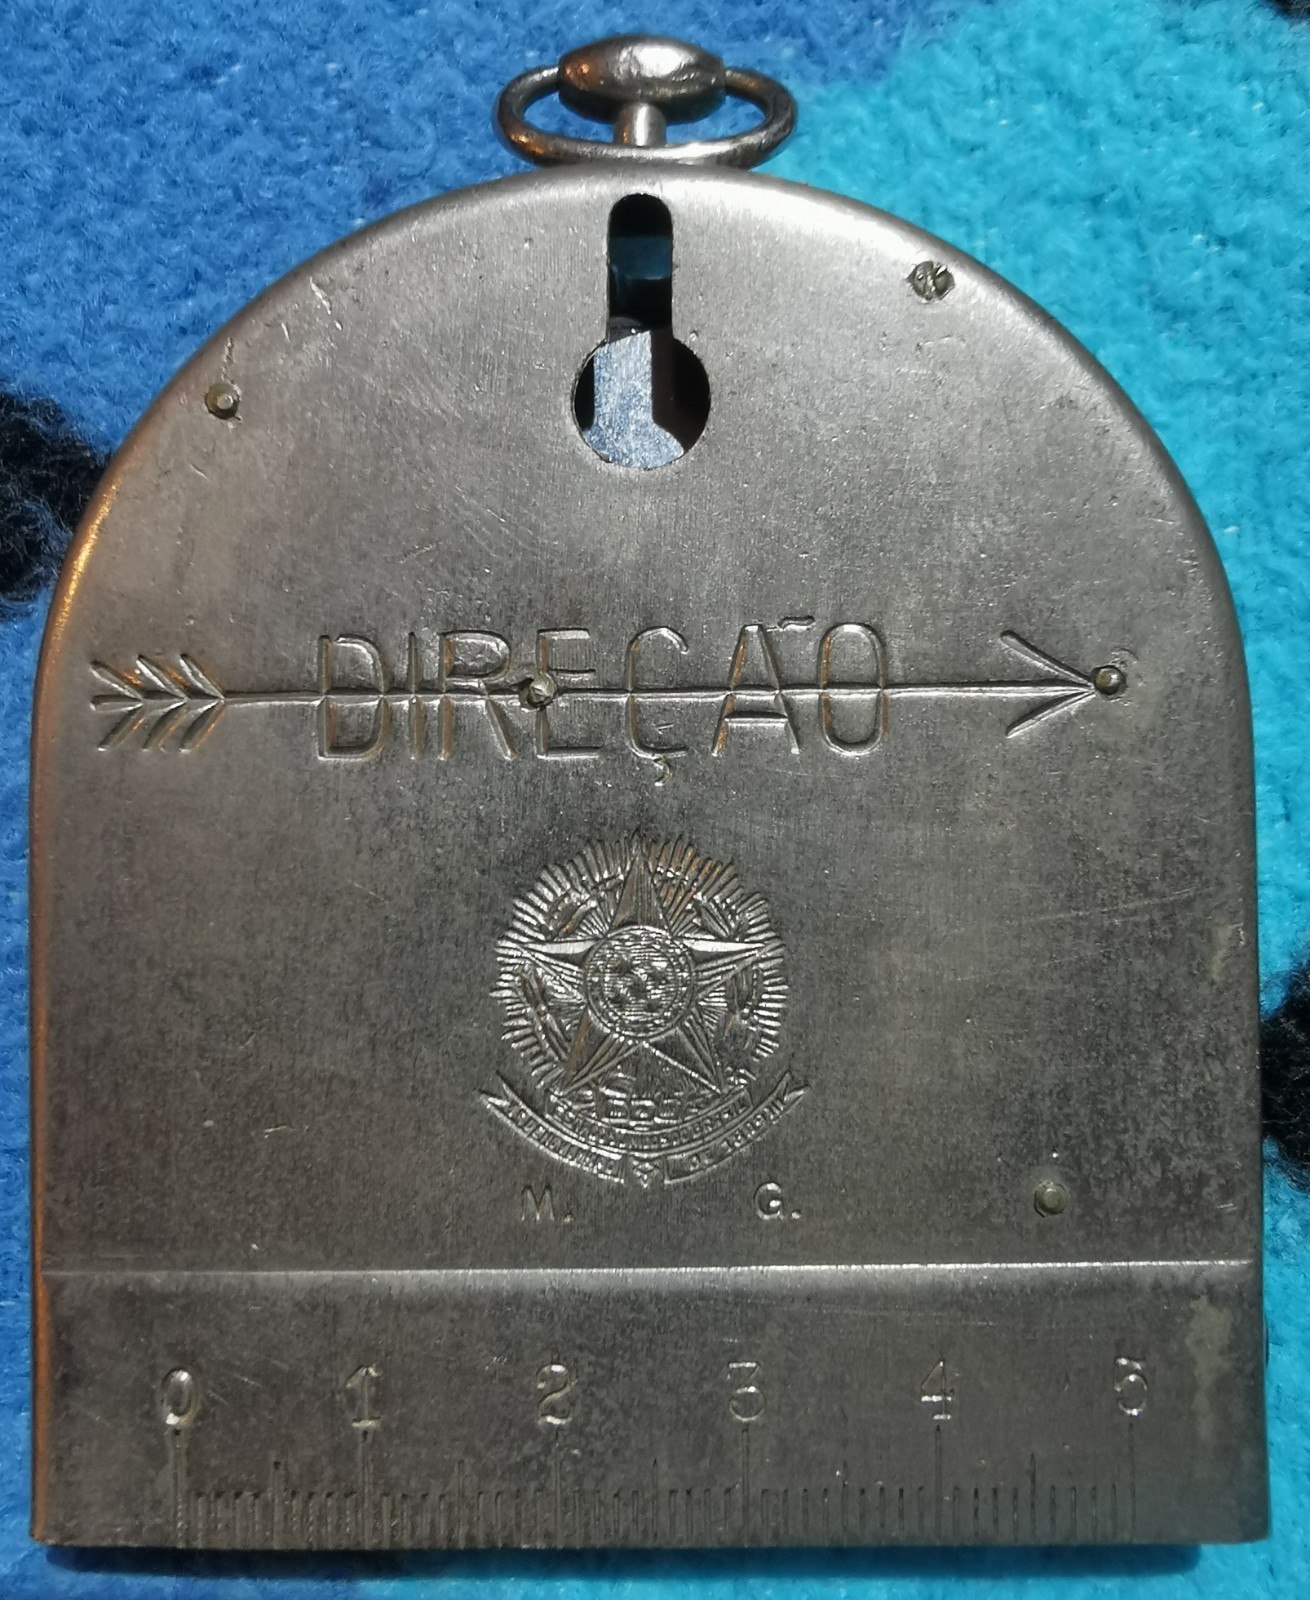 DIREÇÃO
M. G.
0 1 2 3 4 5